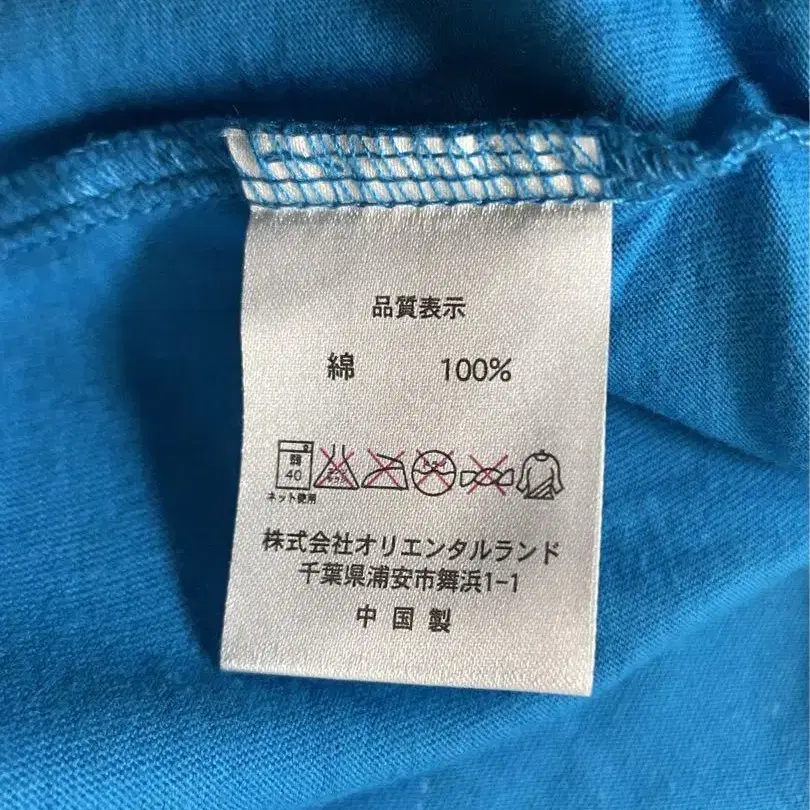 品質表示
綿 100%
弱
40
ネット使用
株式会社オリエンタルランド
千葉県浦安市舞浜1-1
中国製